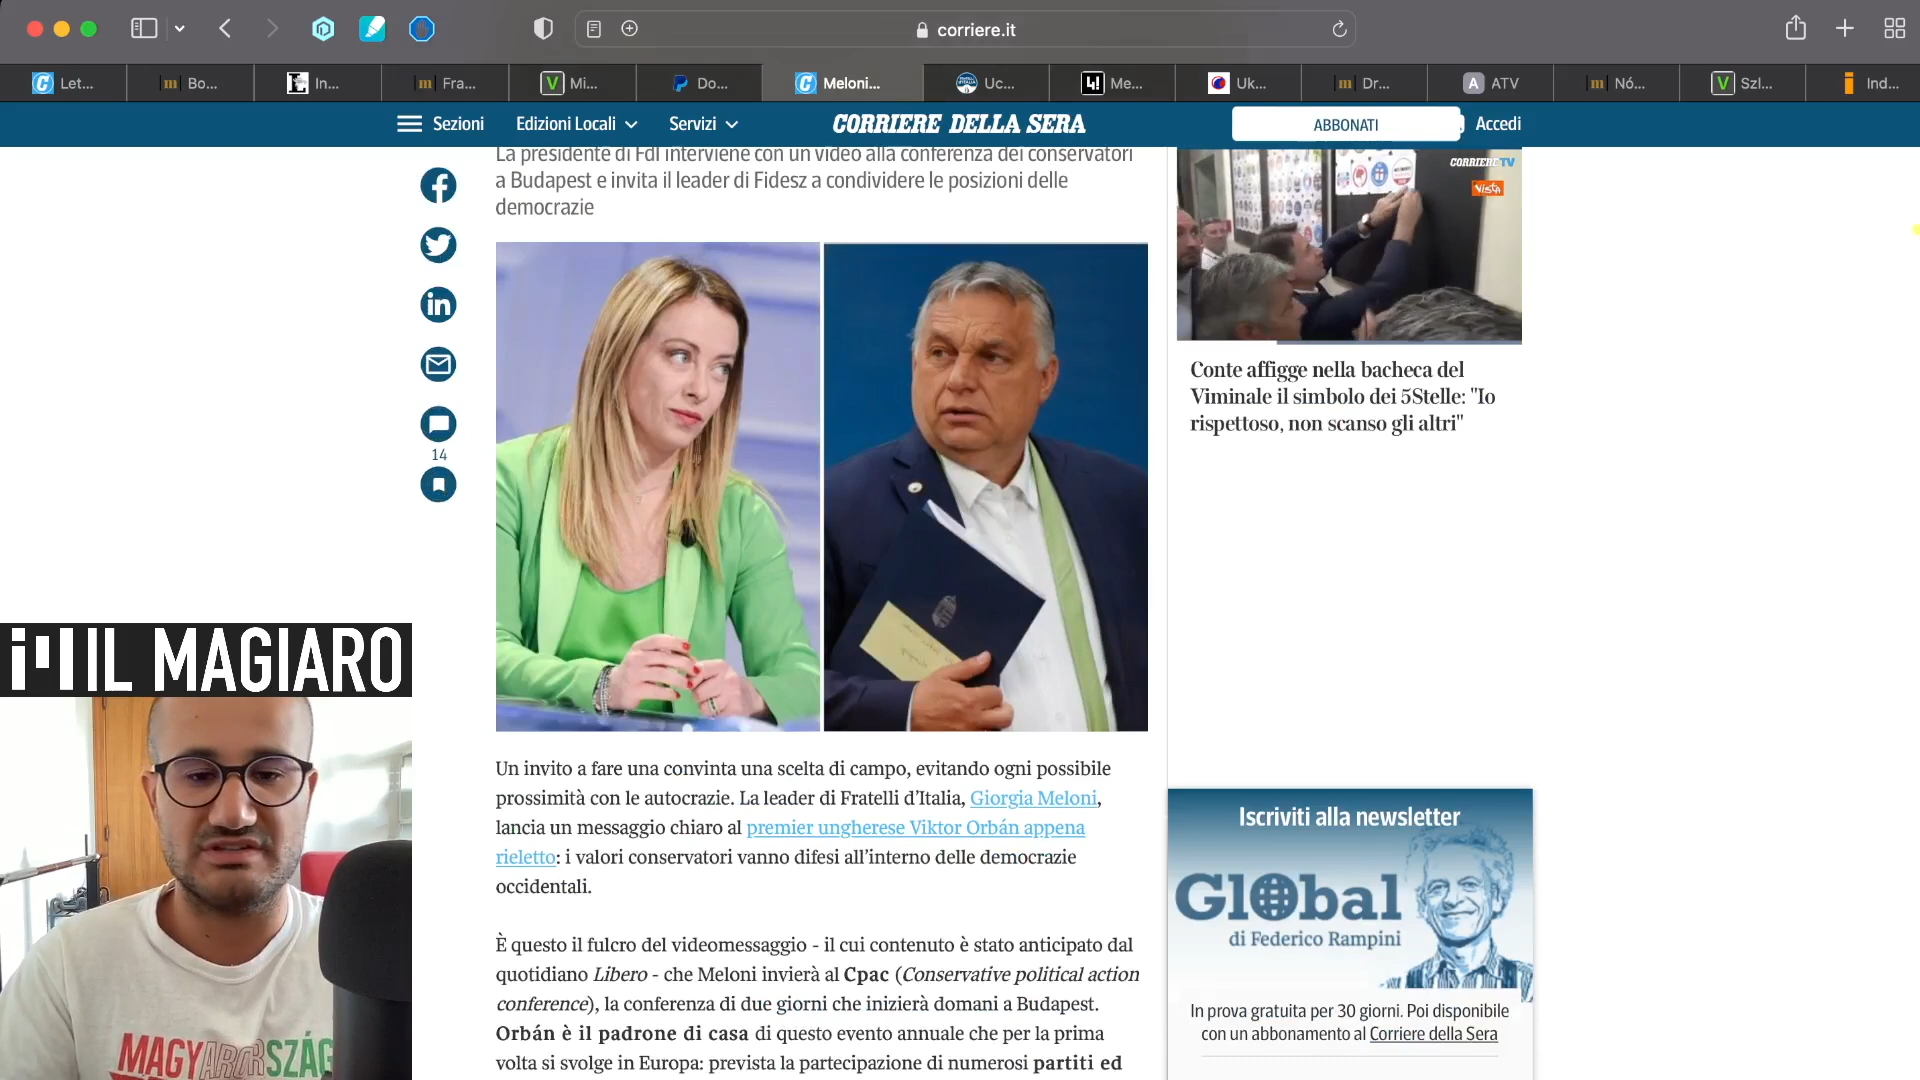 corriere.it
Let...
Bo...
In...
Fra...
Mi...
Do...
Meloni...
Uc...
Me...
Uk...
Dr...
ATV
Nó...
Szl...
Ind...
Sezioni
Edizioni Locali
Servizi
CORRIERE DELLA SERA
ABBONATI
Accedi
La presidente di FdI interviene con un video alla conferenza dei conservatori
a Budapest e invita il leader di Fidesz a condividere le posizioni delle
democrazie
14
Un invito a fare una convinta una scelta di campo, evitando ogni possibile
prossimità con le autocrazie. La leader di Fratelli d'Italia, Giorgia Meloni,
lancia un messaggio chiaro al premier ungherese Viktor Orbán appena
rieletto: i valori conservatori vanno difesi all'interno delle democrazie
occidentali.
È questo il fulcro del videomessaggio - il cui contenuto è stato anticipato dal
quotidiano Libero - che Meloni invierà al Cpac (Conservative political action
conference), la conferenza di due giorni che inizierà domani a Budapest.
Orbán è il padrone di casa di questo evento annuale che per la prima
volta si svolge in Europa: prevista la partecipazione di numerosi partiti ed
CORRIERE TV
vista
Conte affigge nella bacheca del
Viminale il simbolo dei 5Stelle: "Io
rispettoso, non scanso gli altri"
Iscriviti alla newsletter
Global
di Federico Rampini
In prova gratuita per 30 giorni. Poi disponibile
con un abbonamento al Corriere della Sera
IL MAGIARO
MAGYARORSZÁG